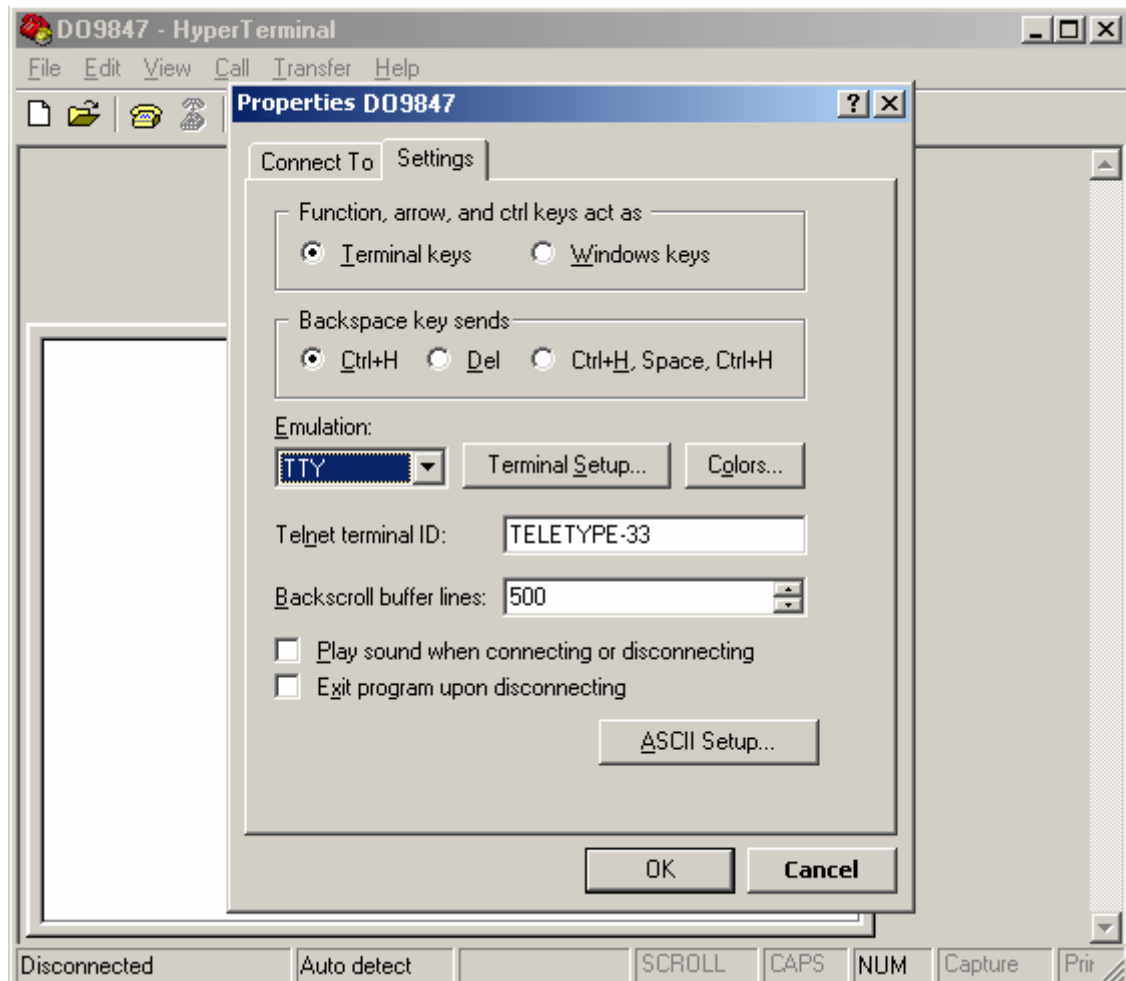 DO9847 - HyperTerminal
File Edit View Call Transfer Help
Properties DO9847
Connect To Settings
Function, arrow, and ctrl keys act as
Terminal keys Windows keys
Backspace key sends
Ctrl+H Del Ctrl+H, Space, Ctrl+H
Emulation:
TTY Terminal Setup... Colors...
Telnet terminal ID: TELETYPE-33
Backscroll buffer lines: 500
Play sound when connecting or disconnecting
Exit program upon disconnecting
ASCII Setup...
OK Cancel
Disconnected Auto detect SCROLL CAPS NUM Capture Prir